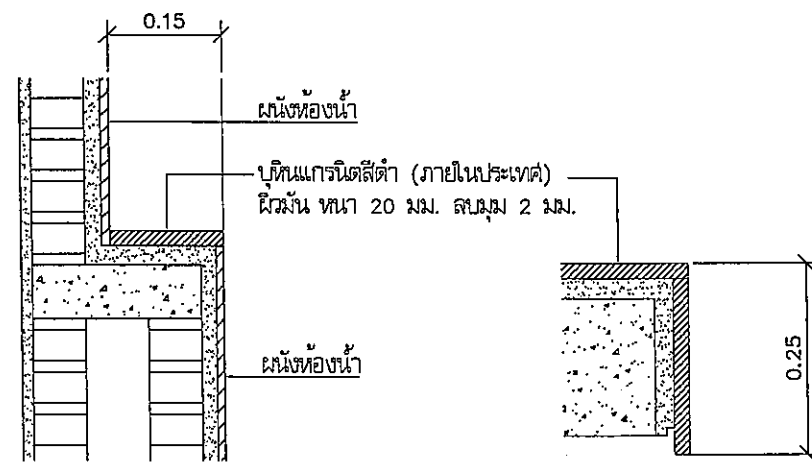 0.15
ผนังห้องน้ำ
บุหินแกรนิตสีดำ (ภายในประเทศ)
ผิวมัน หนา 20 มม. ลบมุม 2 มม.
ผนังห้องน้ำ
0.25